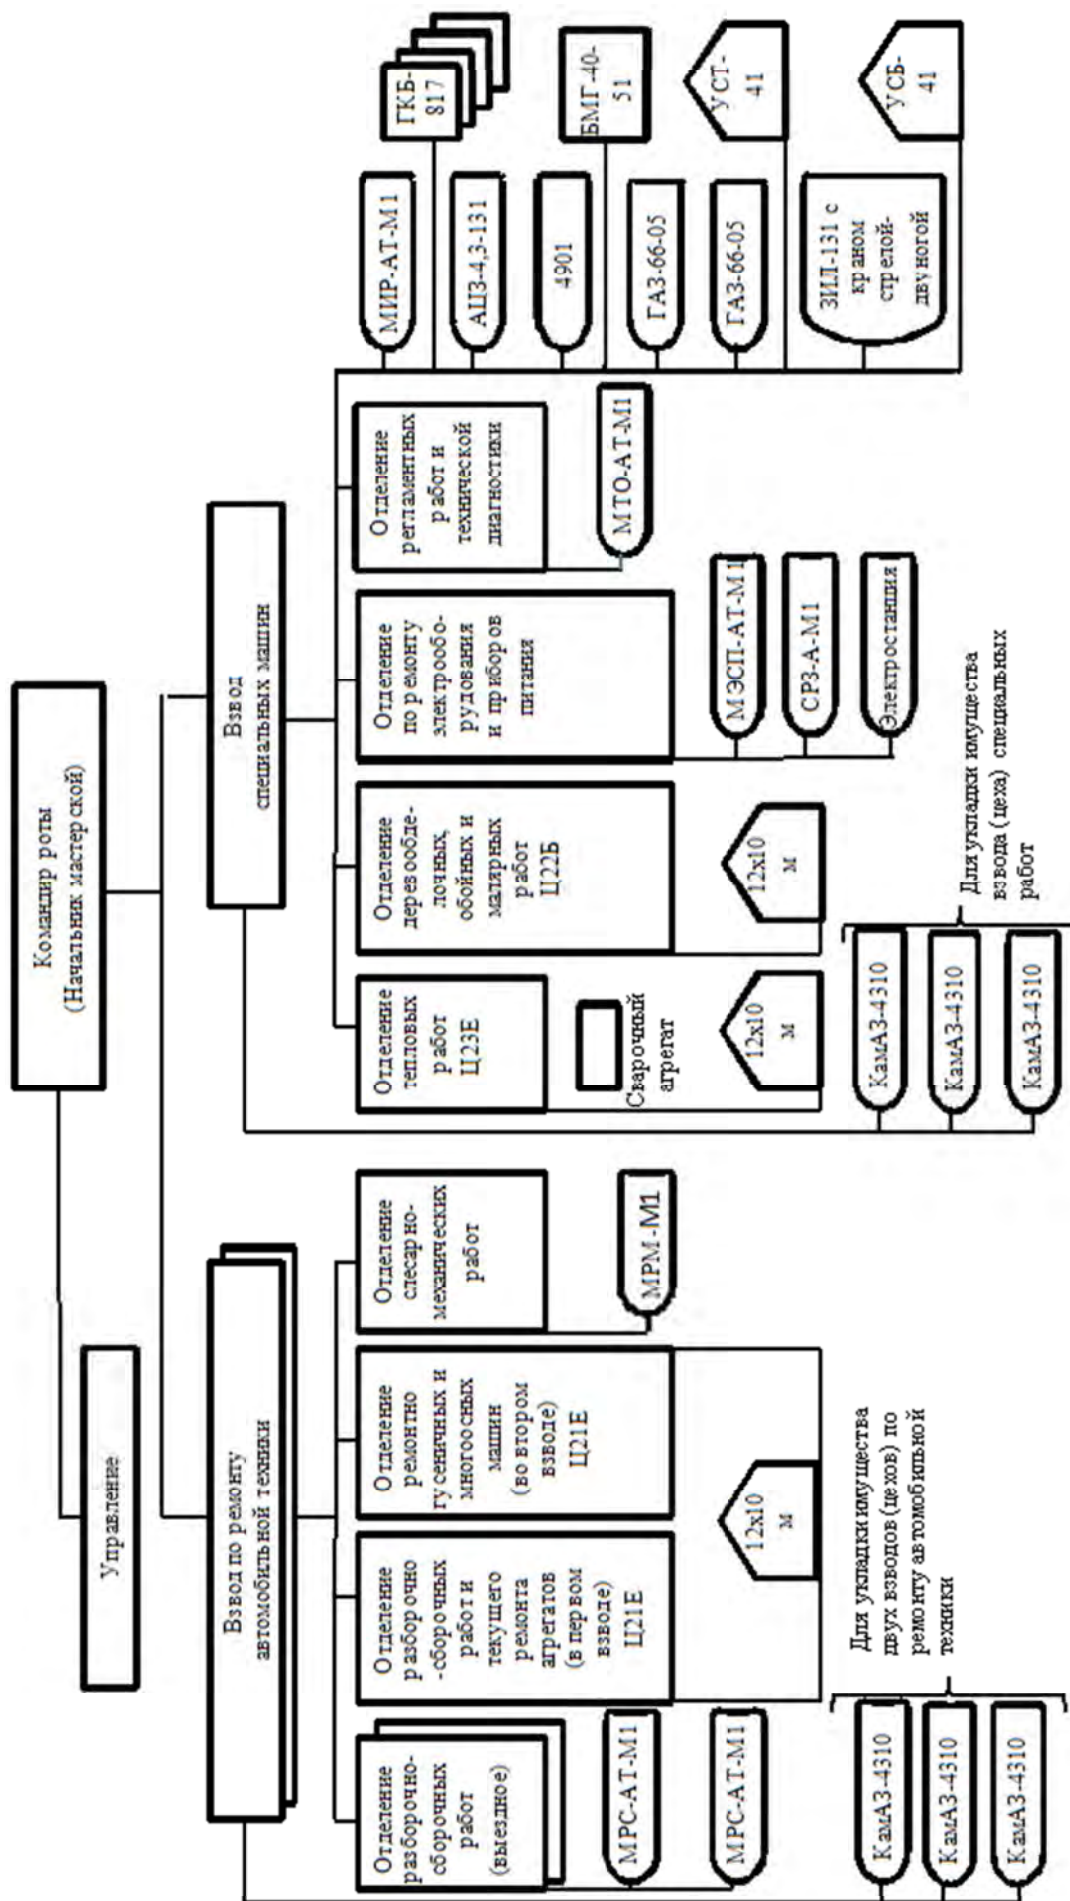 Командир роты
(Начальник мастерской)
Управление
Взвод по ремонту
автомобильной техники
Взвод
специальных машин
Отделение
разборочно-
сборочных
работ
(выездное)
МРС-АТ-М1
МРС-АТ-М1
Отделение
разборочно
-сборочных
работ и
текущего
ремонта
агрегатов
(в первом
взводе)
Ц21Е
Отделение
ремонтно
гусеничных и
многоосных
машин
(во втором
взводе)
Ц21Е
12х10
м
Отделение
слесарно-
механических
работ
МРМ-М1
КамАЗ-4310
КамАЗ-4310
КамАЗ-4310
Для укладки имущества
двух взводов (цехов) по
ремонту автомобильной
техники
Отделение
тепловых
работ
Ц23Е
Сварочный
агрегат
12х10
м
Отделение
деревообде-
лочных,
обойных и
малярных
работ
Ц22Б
12х10
м
Отделение
по ремонту
электрообо-
рудования
и приборов
питания
МЭСП-АТ-М1
СРЗ-А-М1
Электростанция
Отделение
регламентных
работ и
технической
диагностики
МТО-АТ-М1
КамАЗ-4310
КамАЗ-4310
КамАЗ-4310
Для укладки имущества
взвода (цеха) специальных
работ
МИР-АТ-М1
АЦЗ-4,3-131
4901
ГАЗ-66-05
ГАЗ-66-05
ЗИЛ-131 с
краном
стрелой-
двуногой
ГКБ-
817
БМГ-40-
51
УСТ-
41
УСБ-
41